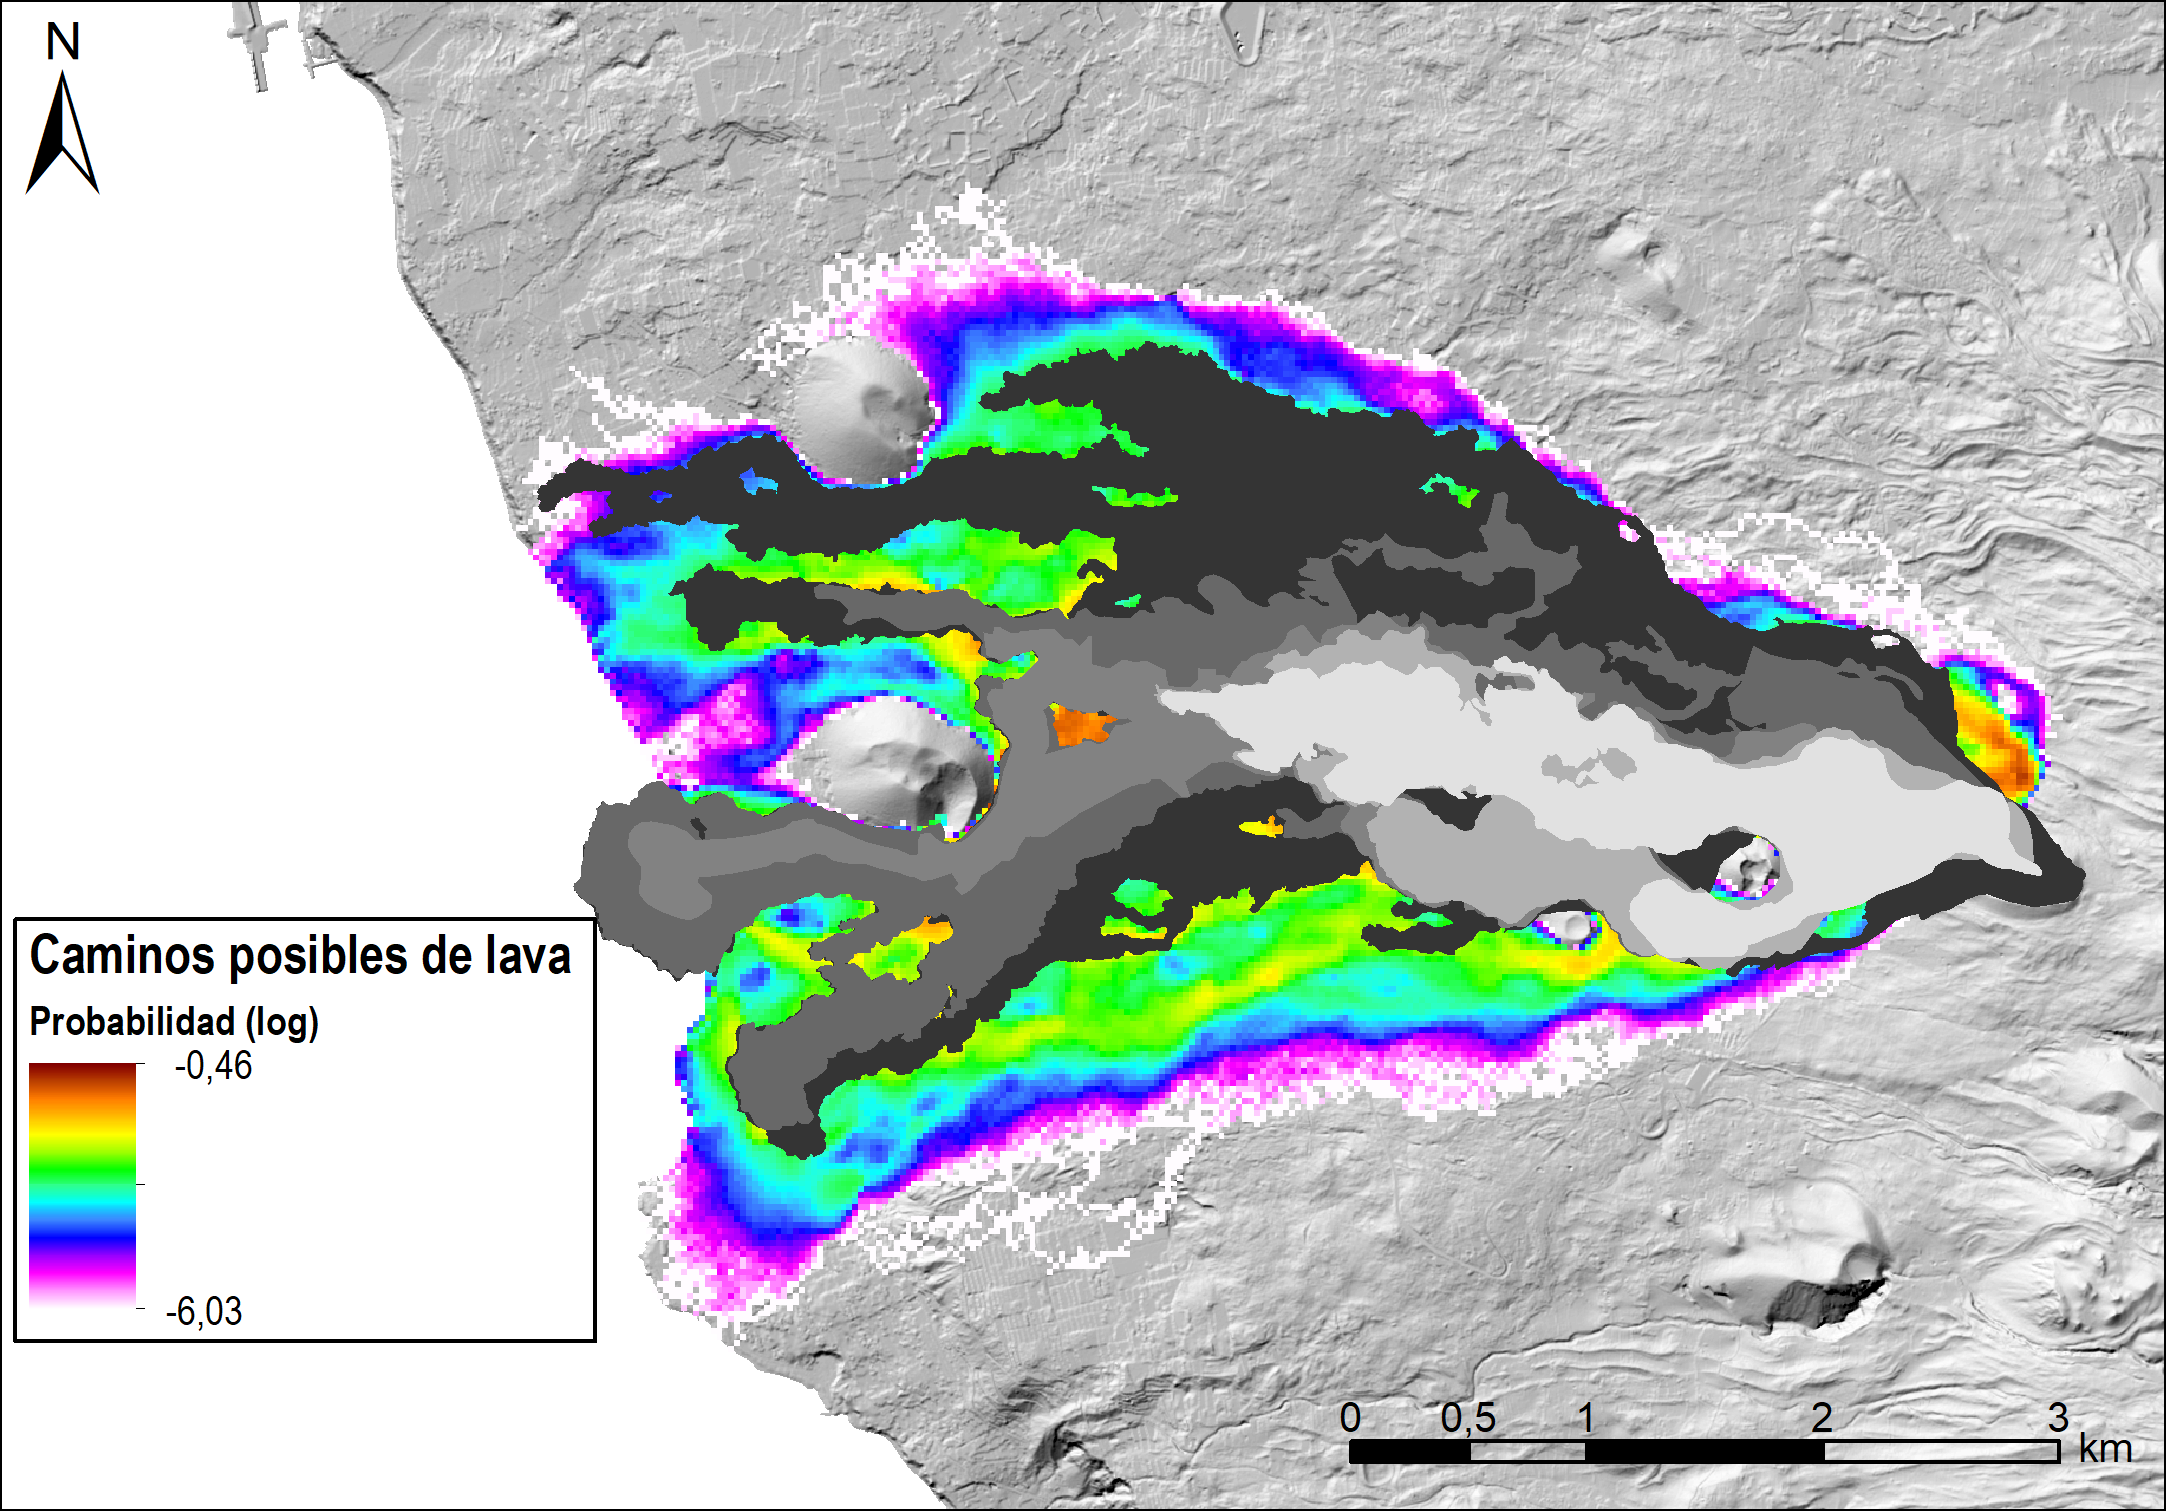 N
Caminos posibles de lava
Probabilidad (log)
-0,46
-6,03
0 0,5 1 2 3
km